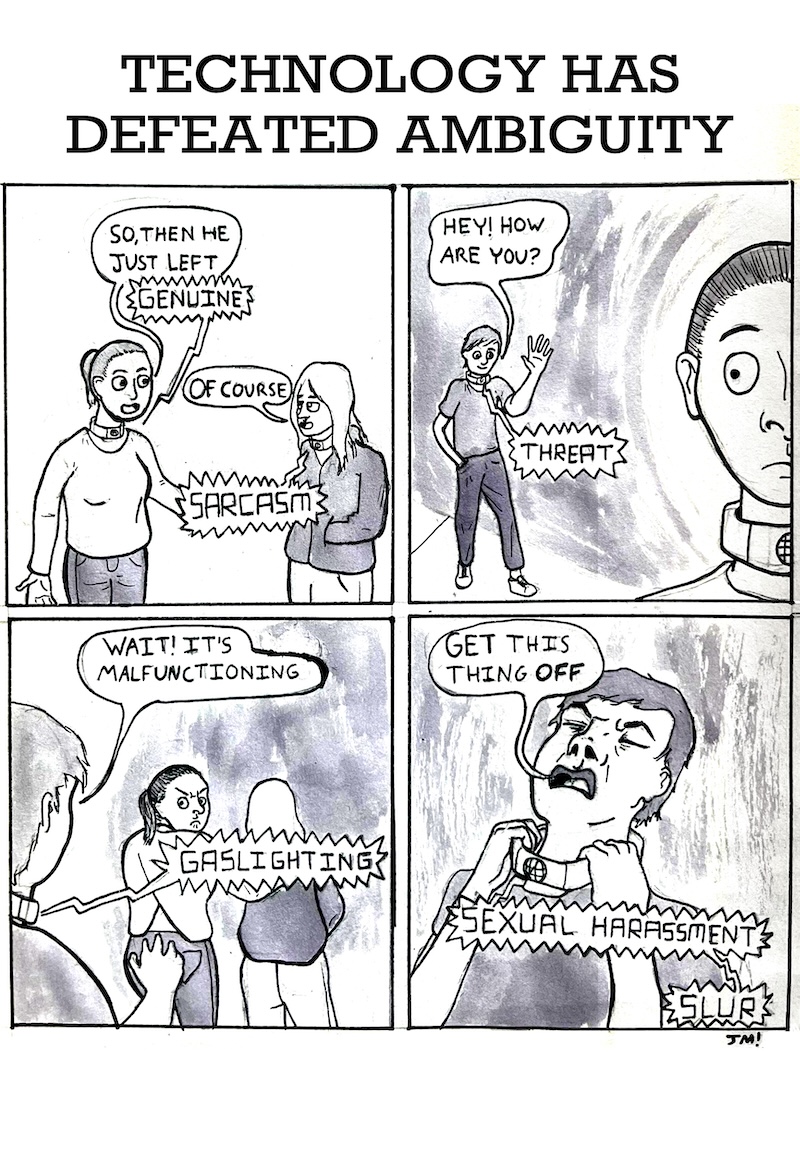 TECHNOLOGY HAS
DEFEATED AMBIGUITY
SO, THEN HE
JUST LEFT
GENUINE
OF COURSE
SARCASM
HEY! HOW
ARE YOU?
THREAT
WAIT! IT'S
MALFUNCTIONING
GASLIGHTING
GET THIS
THING OFF
SEXUAL HARASSMENT
SLUR
JM!